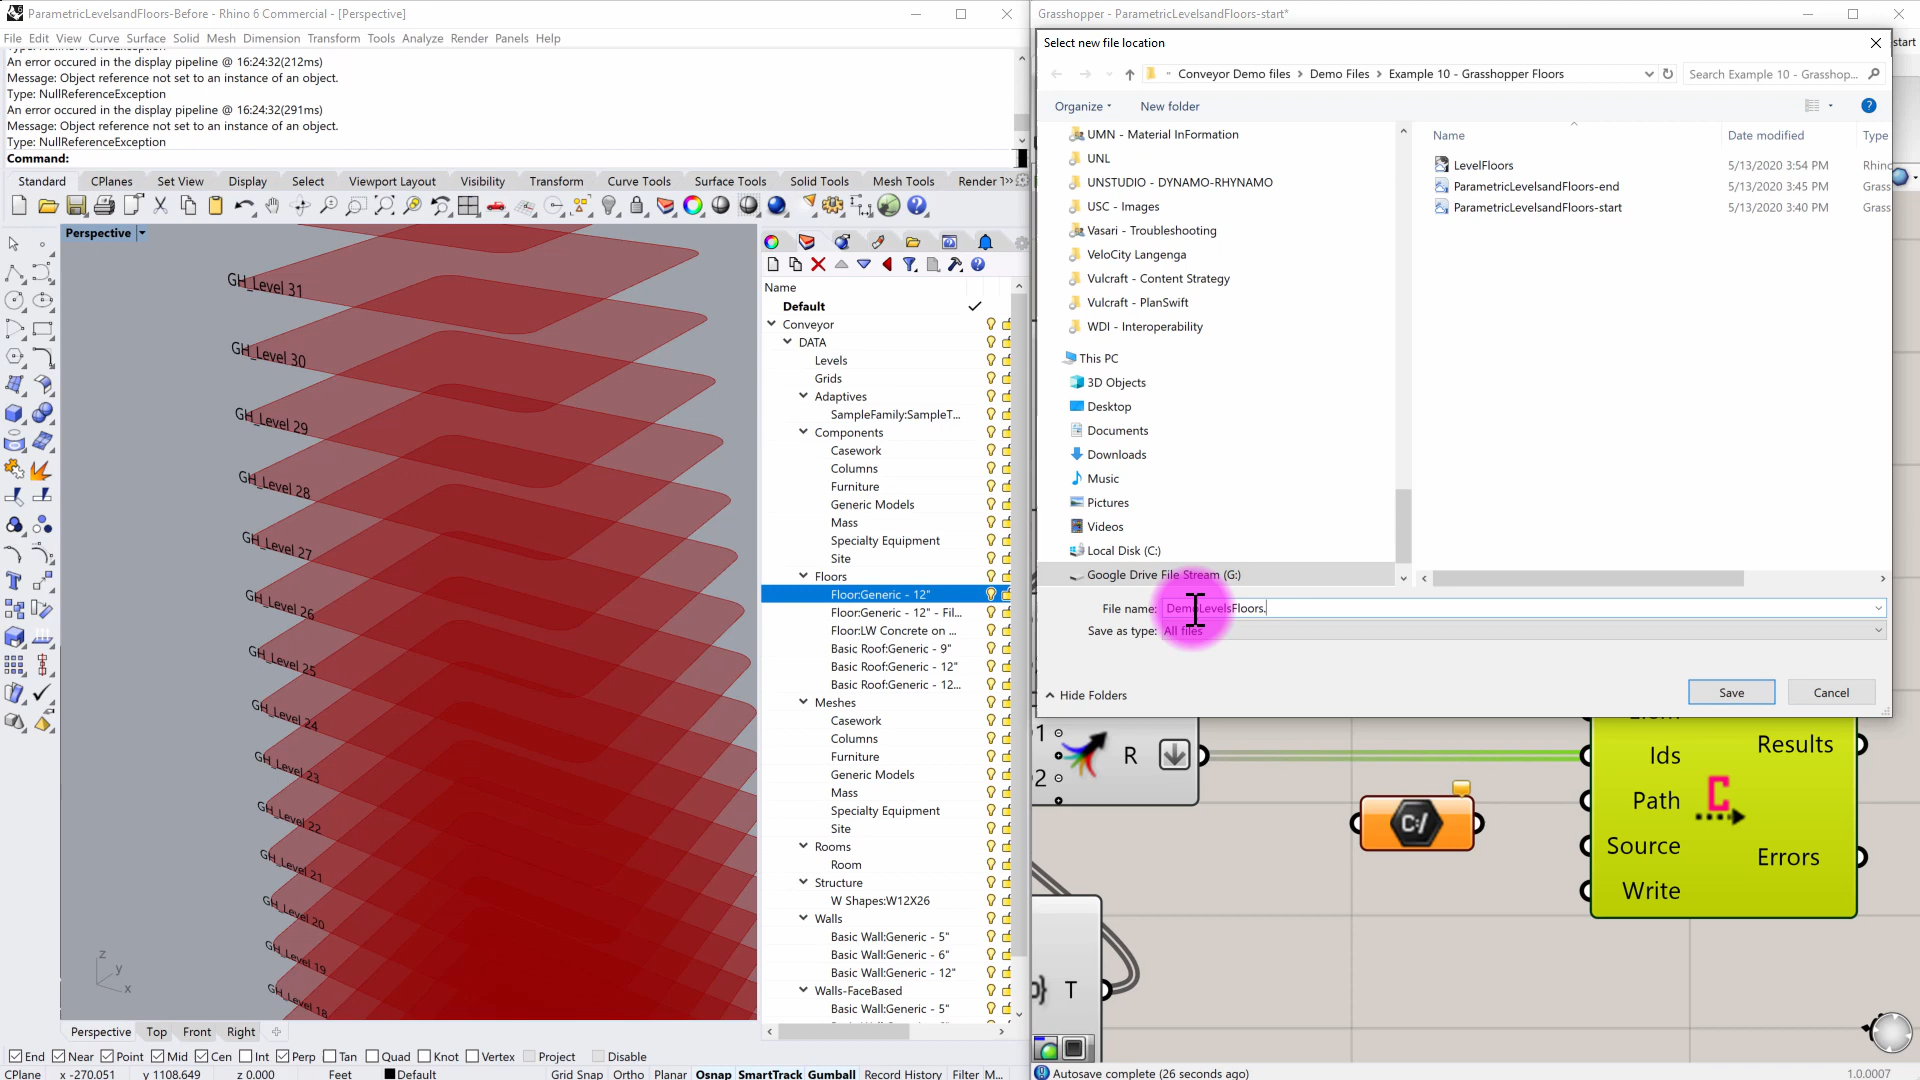 ParametricLevelsandFloors-Before - Rhino 6 Commercial - [Perspective]
File Edit View Curve Surface Solid Mesh Dimension Transform Tools Analyze Render Panels Help
An error occured in the display pipeline @ 16:24:32(212ms)
Message: Object reference not set to an instance of an object.
Type: NullReferenceException
An error occured in the display pipeline @ 16:24:32(291ms)
Message: Object reference not set to an instance of an object.
Type: NullReferenceException
Command:
Standard CPlanes Set View Display Select Viewport Layout Visibility Transform Curve Tools Surface Tools Solid Tools Mesh Tools Render T
Perspective
GH_Level 31
GH_Level 30
GH_Level 29
GH_Level 28
GH_Level 27
GH_Level 26
GH_Level 25
GH_Level 24
GH_Level 23
GH_Level 22
GH_Level 21
GH_Level 20
GH_Level 19
GH_Level 18
z
y
x
Name
Default
Conveyor
DATA
Levels
Grids
Adaptives
SampleFamily:SampleT...
Components
Casework
Columns
Furniture
Generic Models
Mass
Specialty Equipment
Site
Floors
Floor:Generic - 12"
Floor:Generic - 12" - Fil...
Floor:LW Concrete on ...
Basic Roof:Generic - 9"
Basic Roof:Generic - 12"
Basic Roof:Generic - 12...
Meshes
Casework
Columns
Furniture
Generic Models
Mass
Specialty Equipment
Site
Rooms
Room
Structure
W Shapes:W12X26
Walls
Basic Wall:Generic - 5"
Basic Wall:Generic - 6"
Basic Wall:Generic - 12"
Walls-FaceBased
Basic Wall:Generic - 5"
Perspective Top Front Right
End Near Point Mid Cen Int Perp Tan Quad Knot Vertex Project Disable
CPlane x -270.051 y 1108.649 z 0.000 Feet Default Grid Snap Ortho Planar Osnap SmartTrack Gumball Record History Filter M...
Grasshopper - ParametricLevelsandFloors-start*
start
Select new file location
Conveyor Demo files Demo Files Example 10 - Grasshopper Floors
Search Example 10 - Grasshop...
Organize New folder
UMN - Material InFormation
UNL
UNSTUDIO - DYNAMO-RHYNAMO
USC - Images
Vasari - Troubleshooting
VeloCity Langenga
Vulcraft - Content Strategy
Vulcraft - PlanSwift
WDI - Interoperability
This PC
3D Objects
Desktop
Documents
Downloads
Music
Pictures
Videos
Local Disk (C:)
Google Drive File Stream (G:)
Name Date modified Type
LevelFloors 5/13/2020 3:54 PM Rhino
ParametricLevelsandFloors-end 5/13/2020 3:45 PM Grass
ParametricLevelsandFloors-start 5/13/2020 3:40 PM Grass
File name: DemoLevelsFloors.
Save as type: All files
Hide Folders
Save Cancel
1
R
2
C:/
T
Ids
Path
Source
Write
Results
Errors
C
Autosave complete (26 seconds ago)
1.0.0007